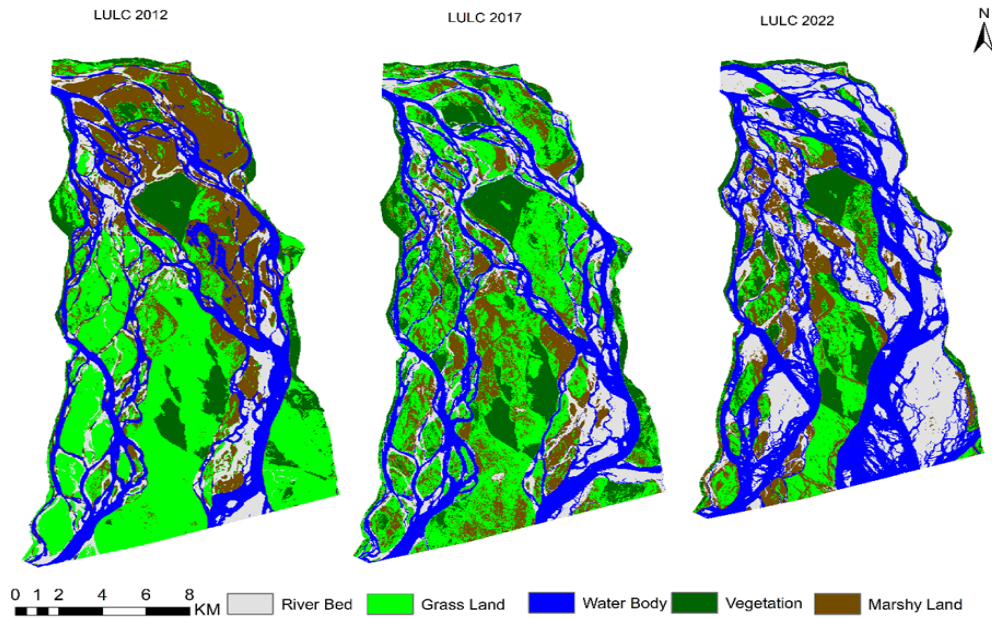 LULC 2012
LULC 2017
LULC 2022
N
0 1 2 4 6 8
KM
River Bed
Grass Land
Water Body
Vegetation
Marshy Land